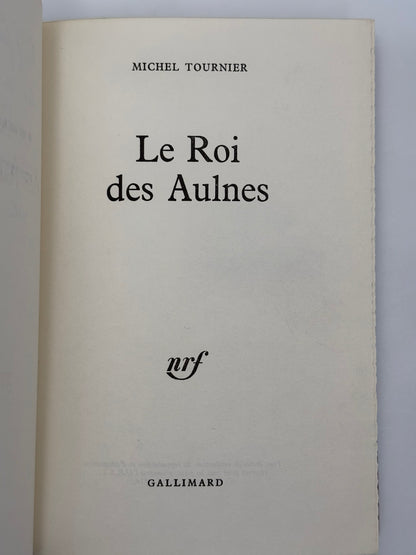 MICHEL TOURNIER
Le Roi
des Aulnes
nrf
GALLIMARD